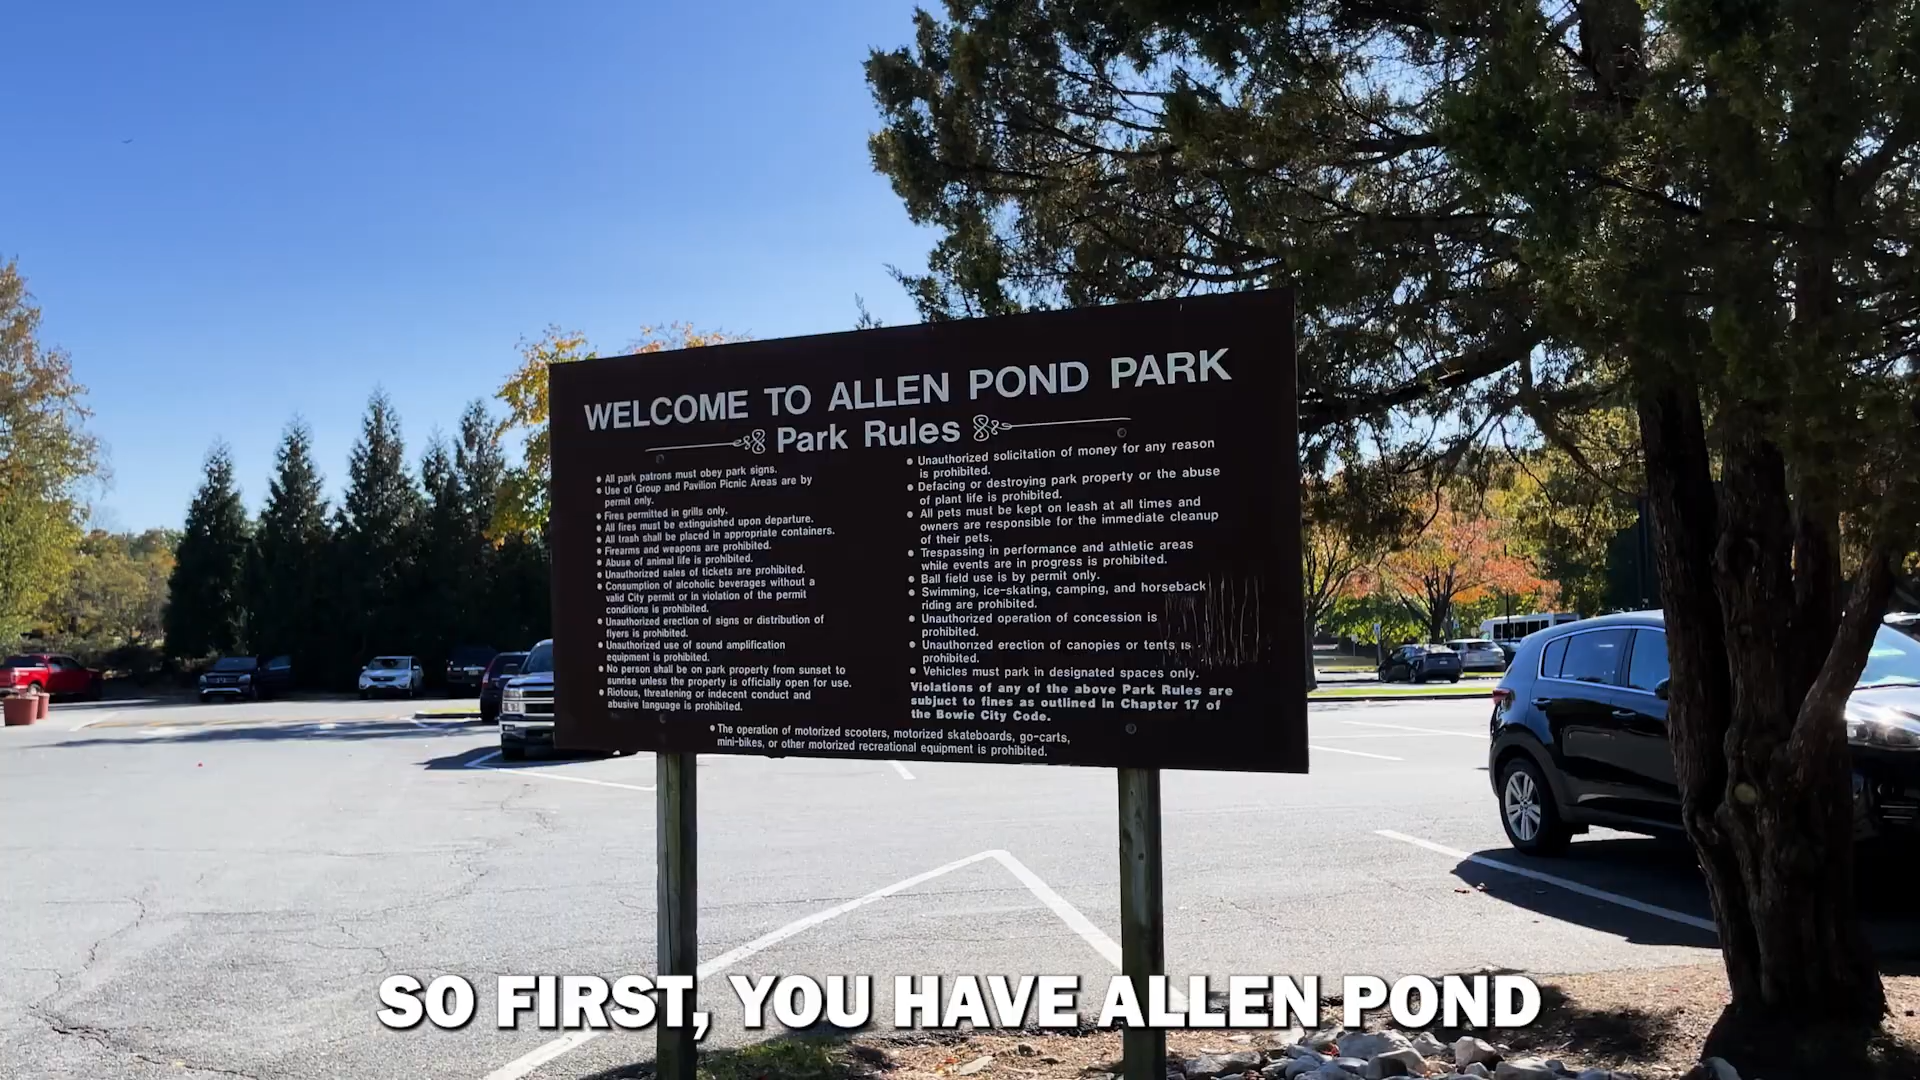 WELCOME TO ALLEN POND PARK
Park Rules
• All park patrons must obey park signs.
• Use of Group and Pavilion Picnic Areas are by
permit only.
• Fires permitted in grills only.
• All fires must be extinguished upon departure.
• All trash shall be placed in appropriate containers.
• Firearms and weapons are prohibited.
• Abuse of animal life is prohibited.
• Unauthorized sales of tickets are prohibited.
• Consumption of alcoholic beverages without a
valid City permit or in violation of the permit
conditions is prohibited.
• Unauthorized erection of signs or distribution of
flyers is prohibited.
• Unauthorized use of sound amplification
equipment is prohibited.
• No person shall be on park property from sunset to
sunrise unless the property is officially open for use.
• Riotous, threatening or indecent conduct and
abusive language is prohibited.
• Unauthorized solicitation of money for any reason
is prohibited.
• Defacing or destroying park property or the abuse
of plant life is prohibited.
• All pets must be kept on leash at all times and
owners are responsible for the immediate cleanup
of their pets.
• Trespassing in performance and athletic areas
while events are in progress is prohibited.
• Ball field use is by permit only.
• Swimming, ice-skating, camping, and horseback
riding are prohibited.
• Unauthorized operation of concession is
prohibited.
• Unauthorized erection of canopies or tents is
prohibited.
• Vehicles must park in designated spaces only.
Violations of any of the above Park Rules are
subjuct to fines as outlined in Chapter 17 of
the Bowie City Code.
• The operation of motorized scooters, motorized skateboards, go-carts,
mini-bikes, or other motorized recreational equipment is prohibited.
SO FIRST, YOU HAVE ALLEN POND